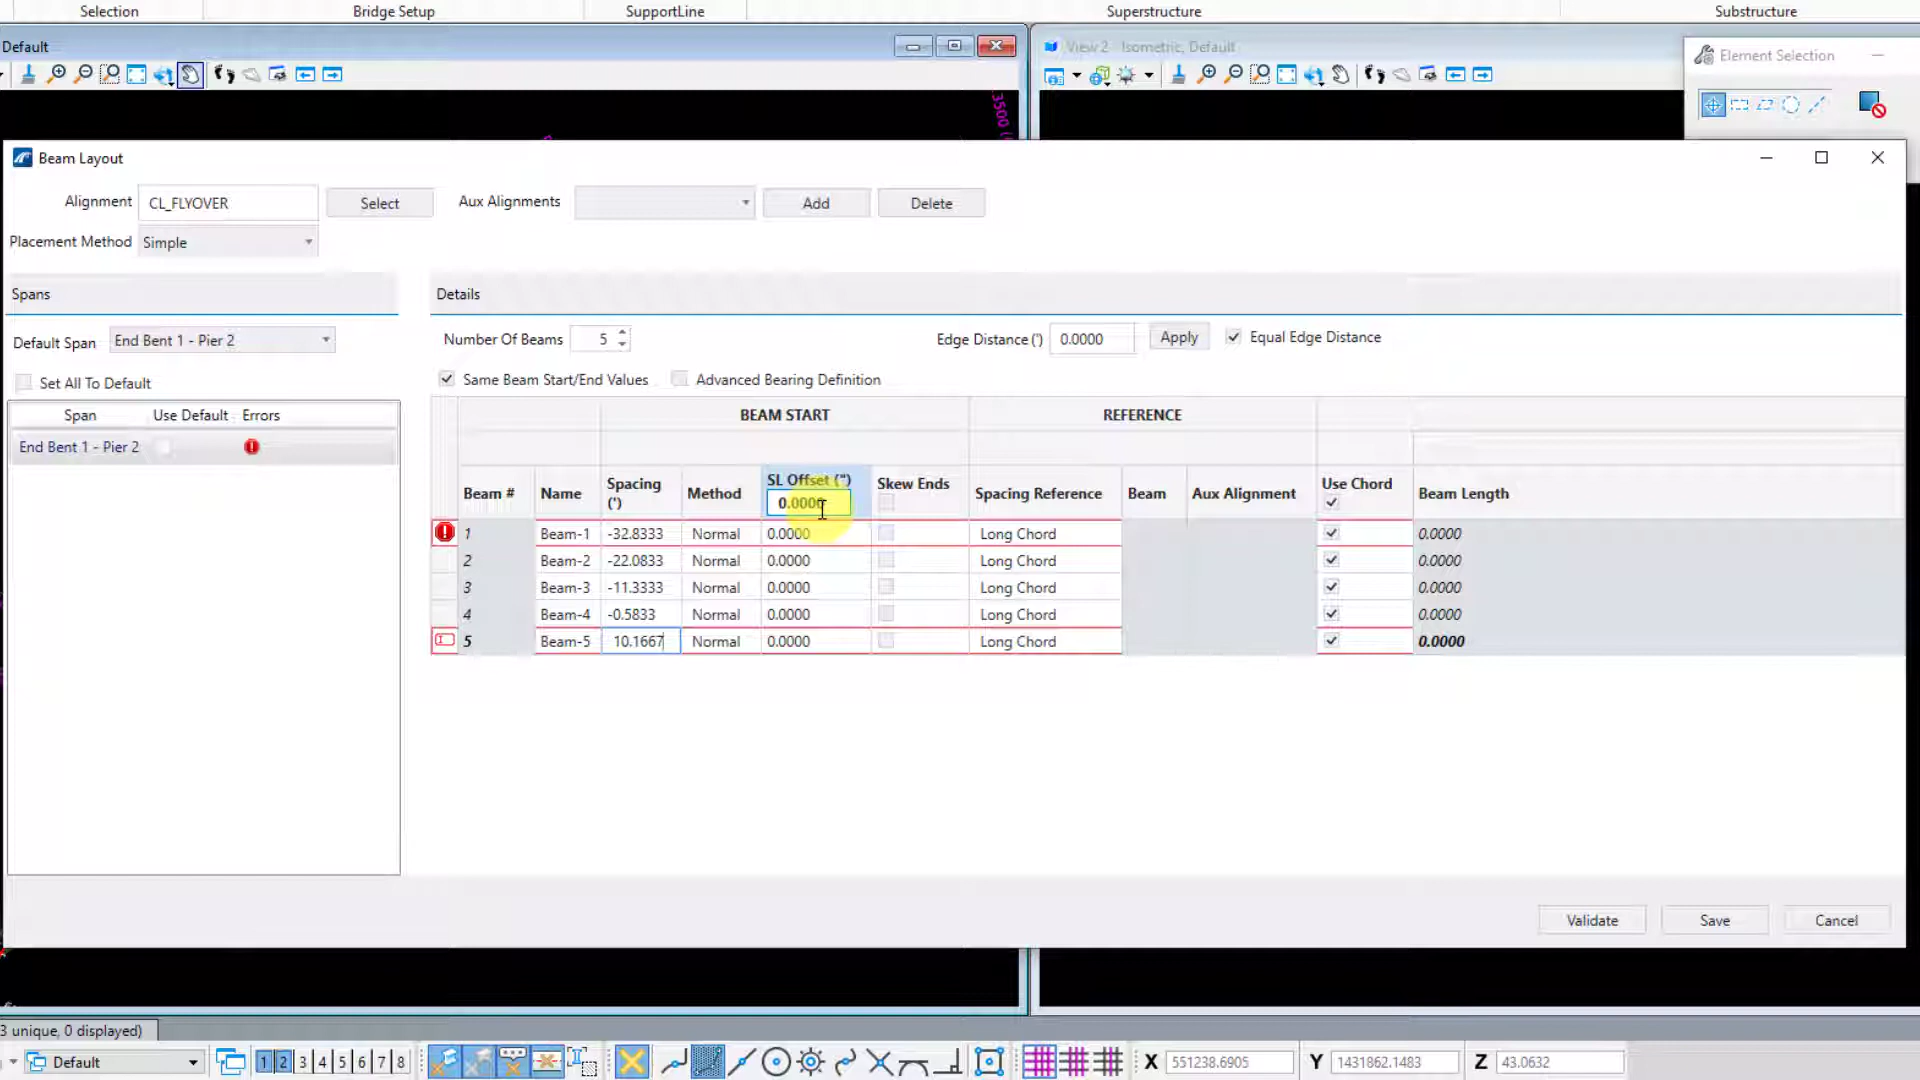 Selection Bridge Setup SupportLine Superstructure Substructure
Default
View 2 - Isometric, Default
Element Selection
3500
Beam Layout
Alignment CL_FLYOVER Select Aux Alignments Add Delete
Placement Method Simple
Spans Details
Default Span End Bent 1 - Pier 2
Number Of Beams 5 Edge Distance (') 0.0000 Apply Equal Edge Distance
Set All To Default
Same Beam Start/End Values Advanced Bearing Definition
Span Use Default Errors
End Bent 1 - Pier 2
BEAM START REFERENCE
Beam # Name Spacing (') Method SL Offset (") Skew Ends Spacing Reference Beam Aux Alignment Use Chord Beam Length
0.0000
1 Beam-1 -32.8333 Normal 0.0000 Long Chord 0.0000
2 Beam-2 -22.0833 Normal 0.0000 Long Chord 0.0000
3 Beam-3 -11.3333 Normal 0.0000 Long Chord 0.0000
4 Beam-4 -0.5833 Normal 0.0000 Long Chord 0.0000
5 Beam-5 10.1667 Normal 0.0000 Long Chord 0.0000
Validate Save Cancel
3 unique, 0 displayed)
Default 1 2 3 4 5 6 7 8 X 551238.6905 Y 1431862.1483 Z 43.0632